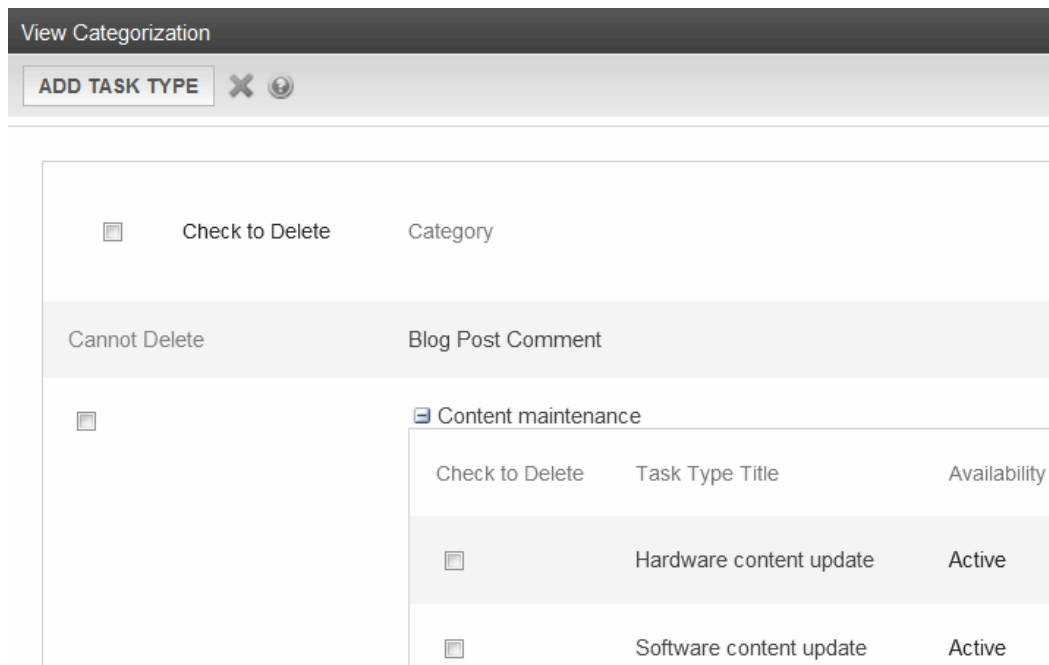 View Categorization
ADD TASK TYPE
Check to Delete Category
Cannot Delete Blog Post Comment
Content maintenance
Check to Delete Task Type Title Availability
Hardware content update Active
Software content update Active